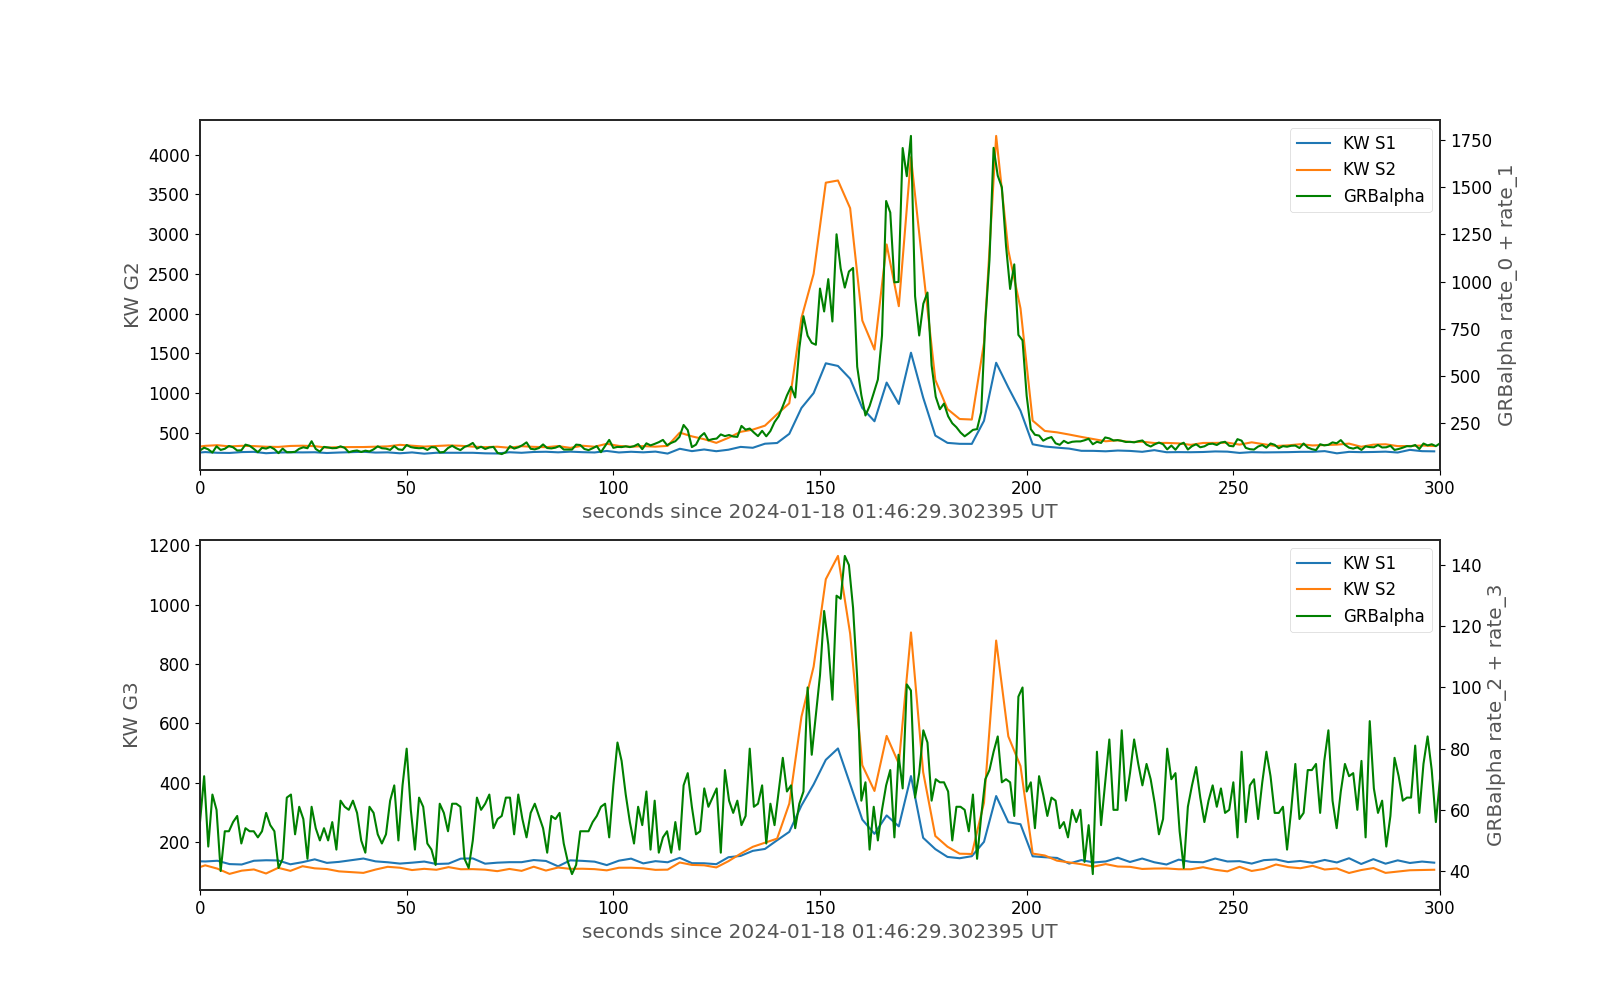 KW S1
KW S2
GRBalpha
4000
3500
3000
2500
2000
1500
1000
500
KW G2
1750
1500
1250
1000
750
500
250
GRBalpha rate_0 + rate_1
0 50 100 150 200 250 300
seconds since 2024-01-18 01:46:29.302395 UT
KW S1
KW S2
GRBalpha
1200
1000
800
600
400
200
KW G3
140
120
100
80
60
40
GRBalpha rate_2 + rate_3
0 50 100 150 200 250 300
seconds since 2024-01-18 01:46:29.302395 UT